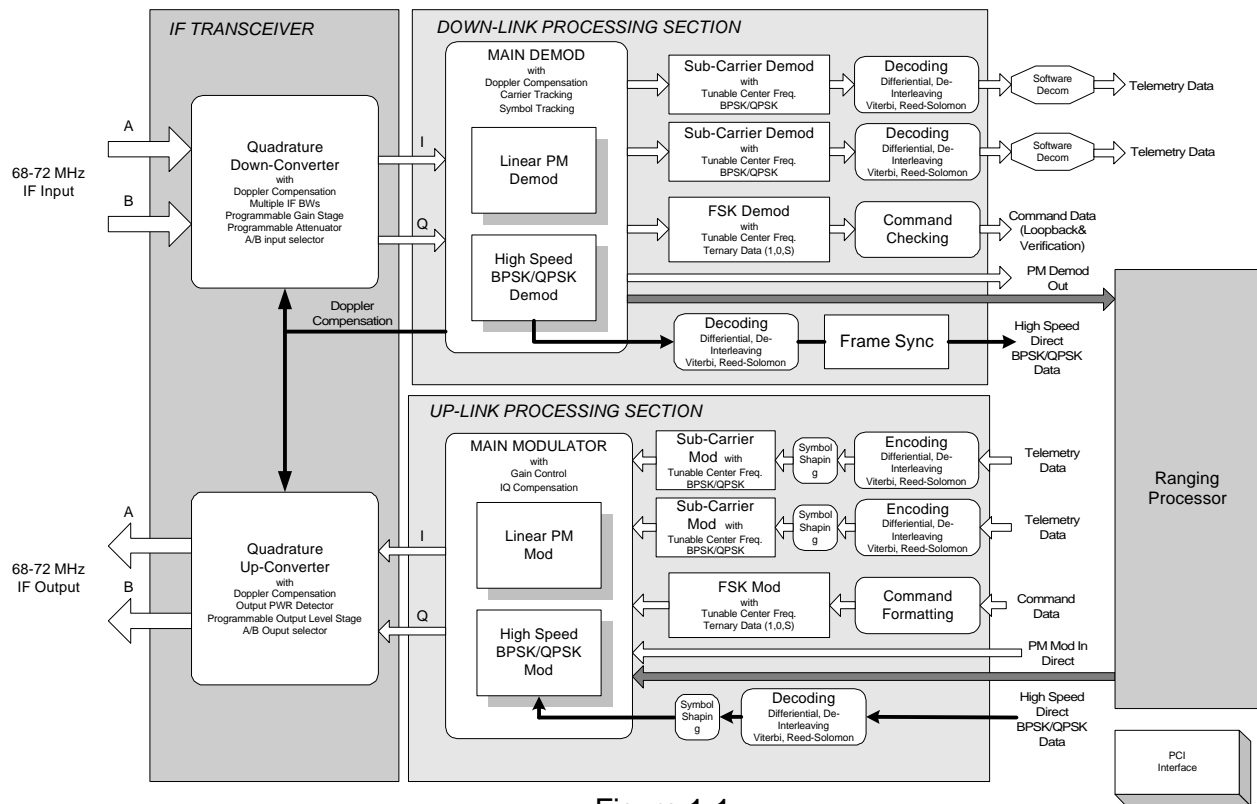 IF TRANSCEIVER
DOWN-LINK PROCESSING SECTION
68-72 MHz
IF Input
A
B
Quadrature
Down-Converter
with
Doppler Compensation
Multiple IF BWs
Programmable Gain Stage
Programmable Attenuator
A/B input selector
I
Q
Doppler
Compensation
MAIN DEMOD
with
Doppler Compensation
Carrier Tracking
Symbol Tracking
Linear PM
Demod
High Speed
BPSK/QPSK
Demod
Sub-Carrier Demod
with
Tunable Center Freq.
BPSK/QPSK
Decoding
Differential, De-
Interleaving
Viterbi, Reed-Solomon
Software
Decom
Telemetry Data
Sub-Carrier Demod
with
Tunable Center Freq.
BPSK/QPSK
Decoding
Differential, De-
Interleaving
Viterbi, Reed-Solomon
Software
Decom
Telemetry Data
FSK Demod
with
Tunable Center Freq.
Ternary Data (1,0,S)
Command
Checking
Command Data
(Loopback&
Verification)
PM Demod
Out
Decoding
Differiential, De-
Interleaving
Viterbi, Reed-Solomon
Frame Sync
High Speed
Direct
BPSK/QPSK
Data
UP-LINK PROCESSING SECTION
68-72 MHz
IF Output
A
B
Quadrature
Up-Converter
with
Doppler Compensation
Output PWR Detector
Programmable Output Level Stage
A/B Ouput selector
I
Q
MAIN MODULATOR
with
Gain Control
IQ Compensation
Linear PM
Mod
High Speed
BPSK/QPSK
Mod
Sub-Carrier
Mod with
Tunable Center Freq.
BPSK/QPSK
Symbol
Shapin
g
Encoding
Differential, De-
Interleaving
Viterbi, Reed-Solomon
Telemetry
Data
Sub-Carrier
Mod with
Tunable Center Freq.
BPSK/QPSK
Symbol
Shapin
g
Encoding
Differential, De-
Interleaving
Viterbi, Reed-Solomon
Telemetry
Data
FSK Mod
with
Tunable Center Freq.
Ternary Data (1,0,S)
Command
Formatting
Command
Data
PM Mod In
Direct
Symbol
Shapin
g
Decoding
Differential, De-
Interleaving
Viterbi, Reed-Solomon
High Speed
Direct
BPSK/QPSK
Data
Ranging
Processor
PCI
Interface